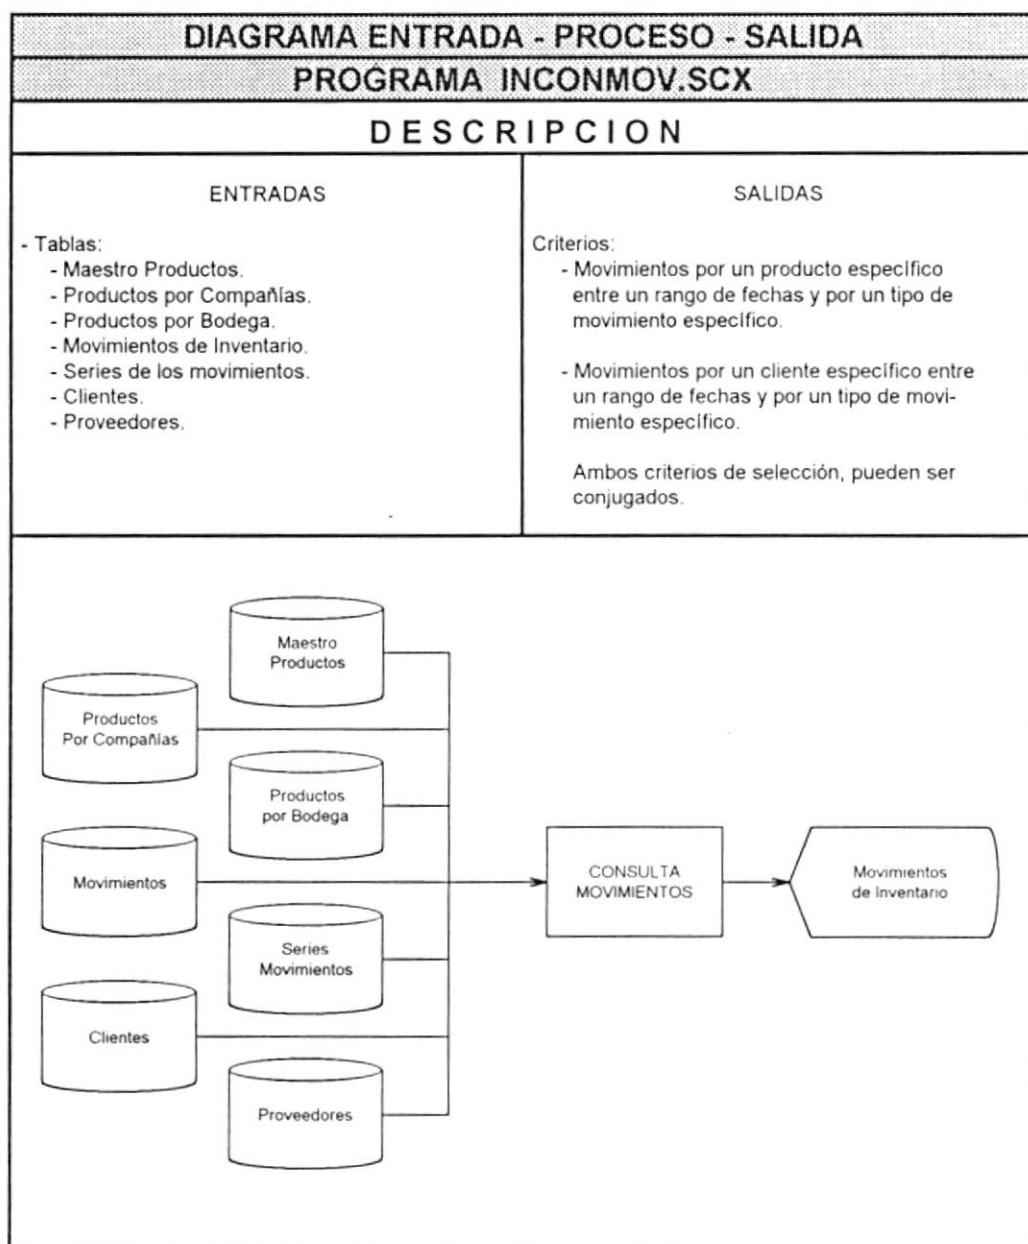 DIAGRAMA ENTRADA - PROCESO - SALIDA
PROGRAMA INCONMOV.SCX
DESCRIPCION
ENTRADAS
- Tablas:
- Maestro Productos.
- Productos por Compañías.
- Productos por Bodega.
- Movimientos de Inventario.
- Series de los movimientos.
- Clientes.
- Proveedores.
SALIDAS
Criterios:
- Movimientos por un producto específico
entre un rango de fechas y por un tipo de
movimiento específico.
- Movimientos por un cliente específico entre
un rango de fechas y por un tipo de movi-
miento específico.
Ambos criterios de selección, pueden ser
conjugados.
Maestro
Productos
Productos
Por Compañías
Productos
por Bodega
Movimientos
Series
Movimientos
Clientes
Proveedores
CONSULTA
MOVIMIENTOS
Movimientos
de Inventario